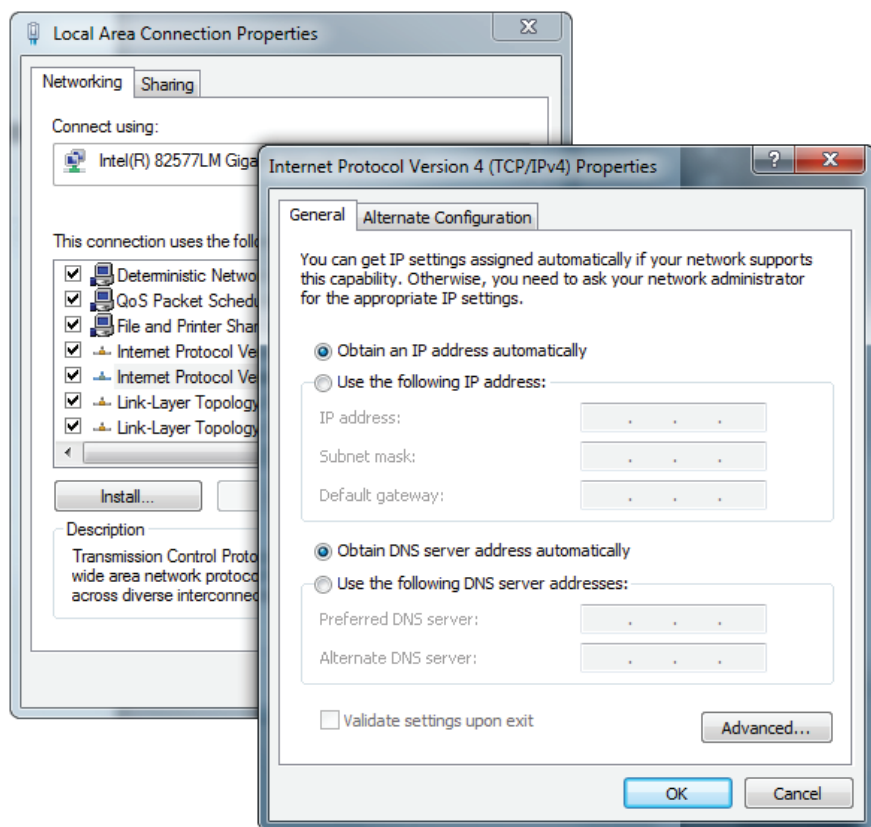 Local Area Connection Properties
Networking
Sharing
Connect using:
Intel(R) 82577LM Giga
This connection uses the follo
Deterministic Netwo
QoS Packet Schedu
File and Printer Shar
Internet Protocol Ve
Internet Protocol Ve
Link-Layer Topology
Link-Layer Topology
Install...
Description
Transmission Control Proto
wide area network protoco
across diverse interconnec
Internet Protocol Version 4 (TCP/IPv4) Properties
General
Alternate Configuration
You can get IP settings assigned automatically if your network supports
this capability. Otherwise, you need to ask your network administrator
for the appropriate IP settings.
Obtain an IP address automatically
Use the following IP address:
IP address:
Subnet mask:
Default gateway:
Obtain DNS server address automatically
Use the following DNS server addresses:
Preferred DNS server:
Alternate DNS server:
Validate settings upon exit
Advanced...
OK
Cancel